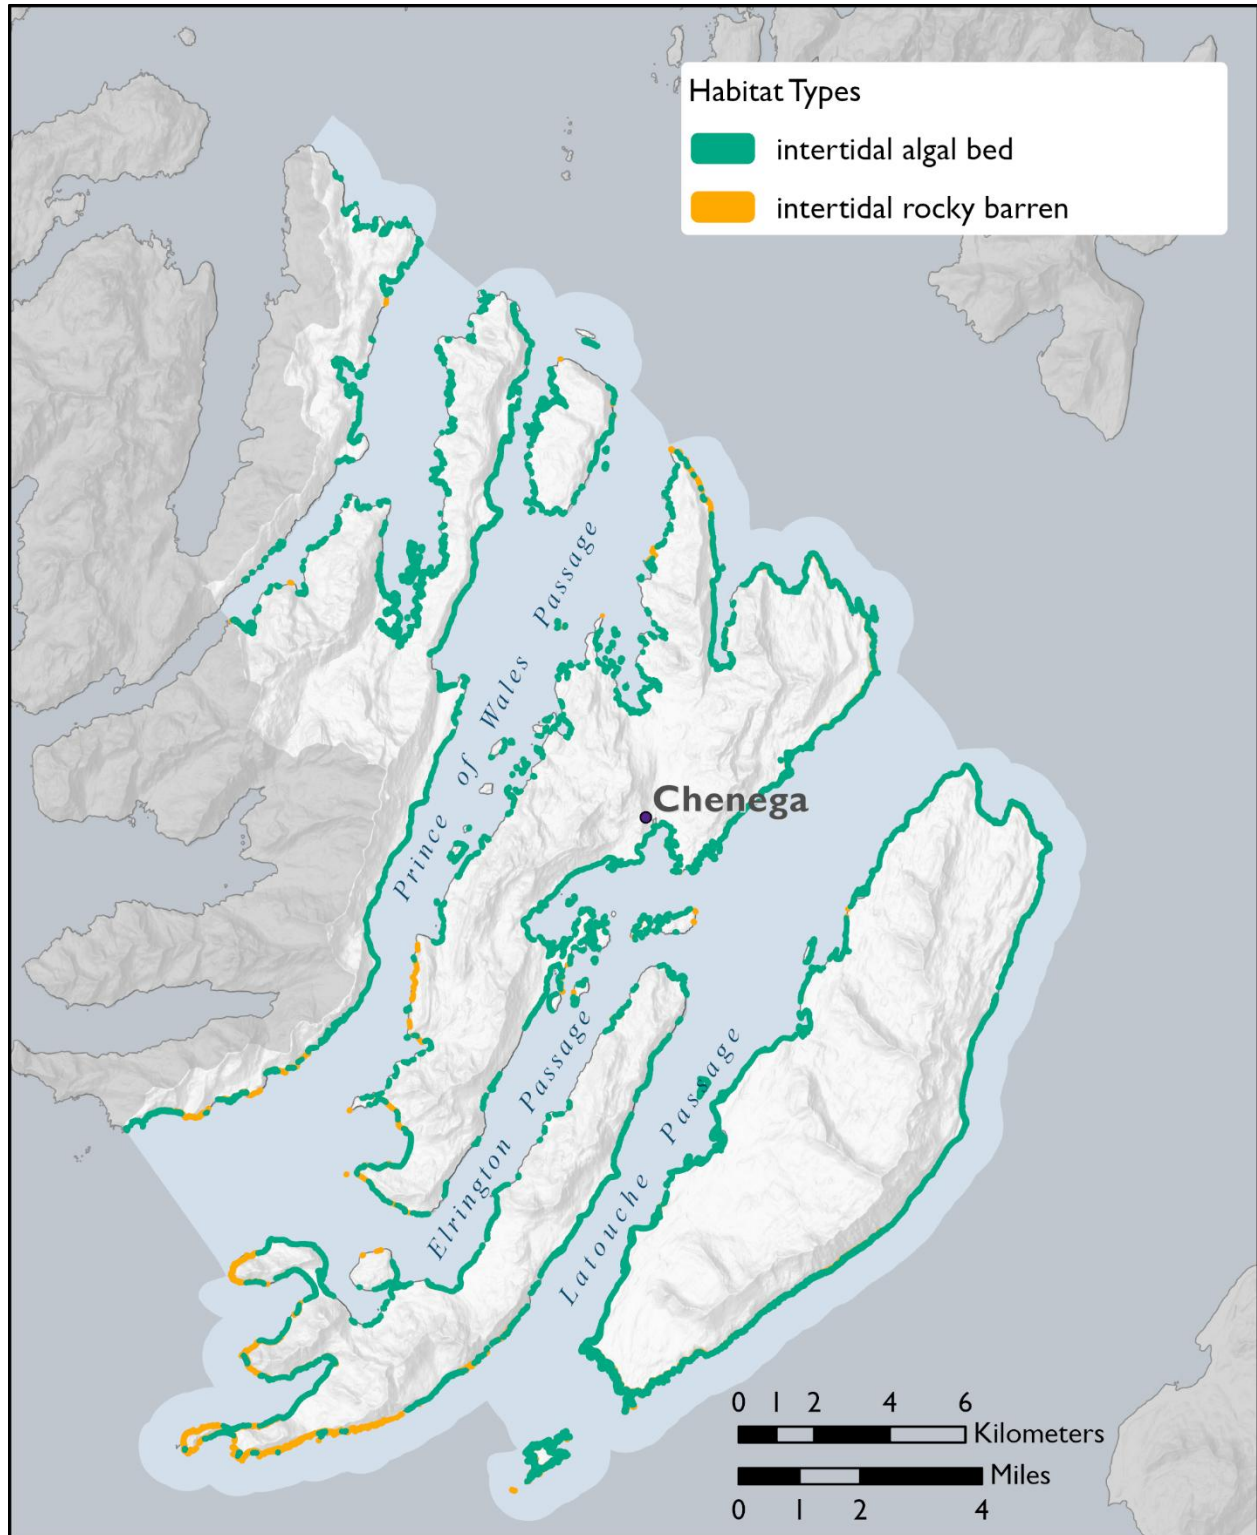 Habitat Types
intertidal algal bed
intertidal rocky barren
Prince of Wales Passage
Chenega
Elrington Passage
Latouche Passage
0 1 2 4 6
Kilometers
Miles
0 1 2 4